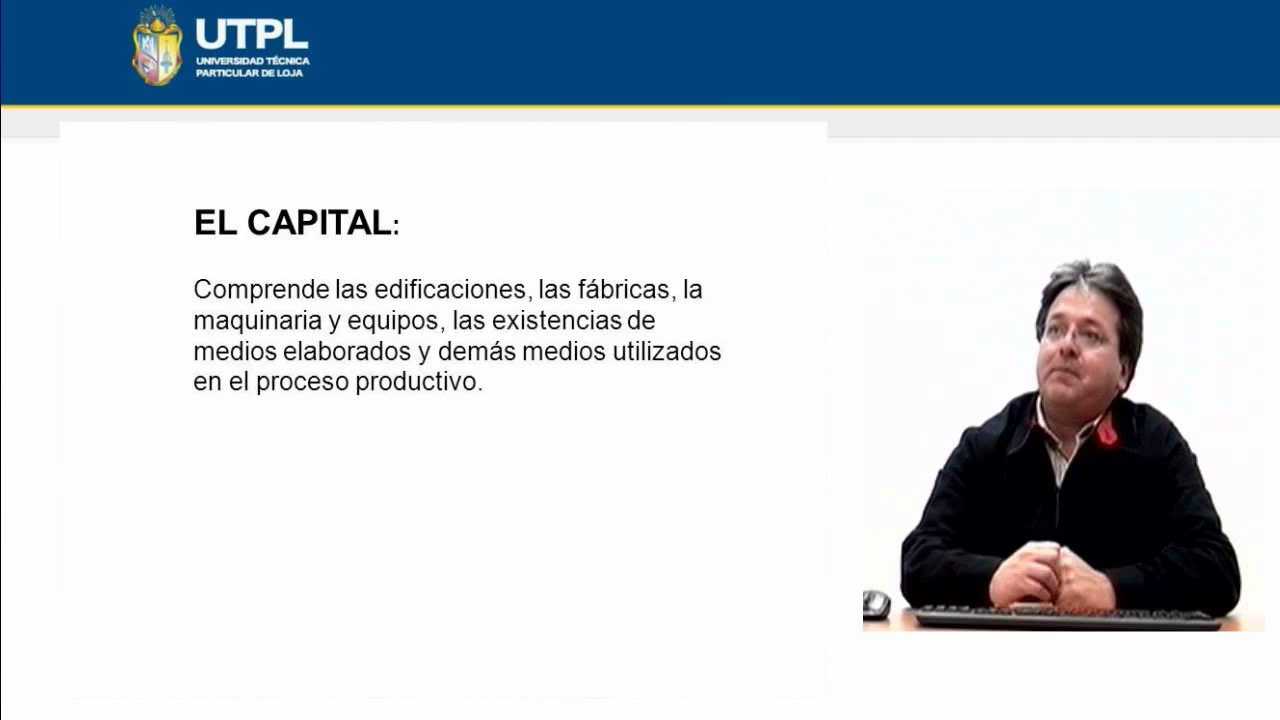 UTPL
UNIVERSIDAD TÉCNICA
PARTICULAR DE LOJA
EL CAPITAL:
Comprende las edificaciones, las fábricas, la
maquinaria y equipos, las existencias de
medios elaborados y demás medios utilizados
en el proceso productivo.